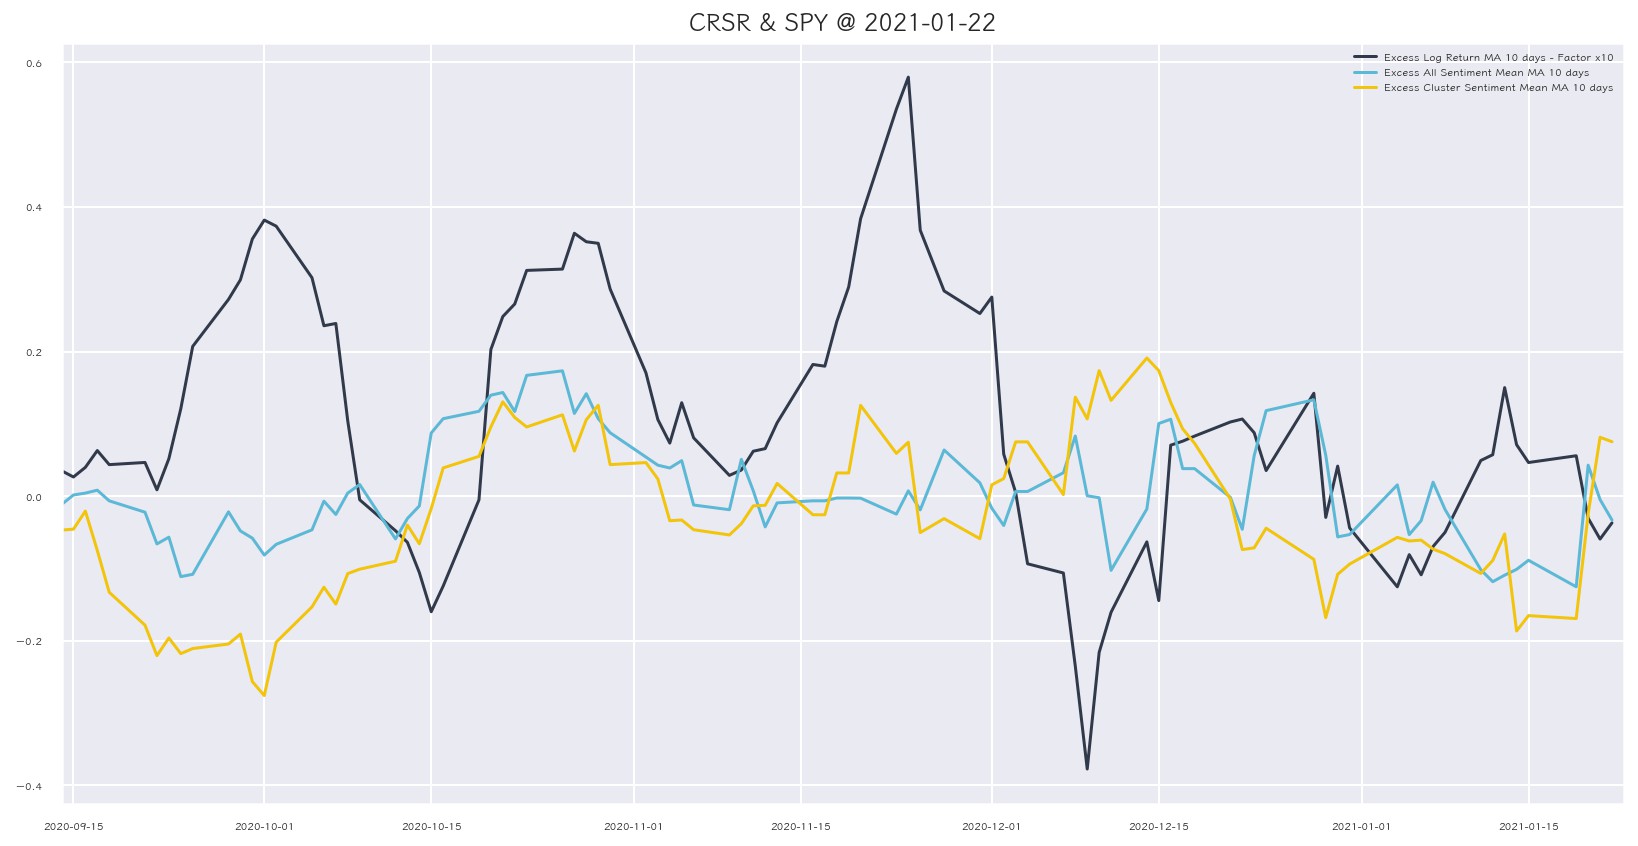 CRSR & SPY @ 2021-01-22
Excess Log Return MA 10 days - Factor x10
Excess All Sentiment Mean MA 10 days
Excess Cluster Sentiment Mean MA 10 days
0.6
0.4
0.2
0.0
−0.2
−0.4
2020-09-15 2020-10-01 2020-10-15 2020-11-01 2020-11-15 2020-12-01 2020-12-15 2021-01-01 2021-01-15